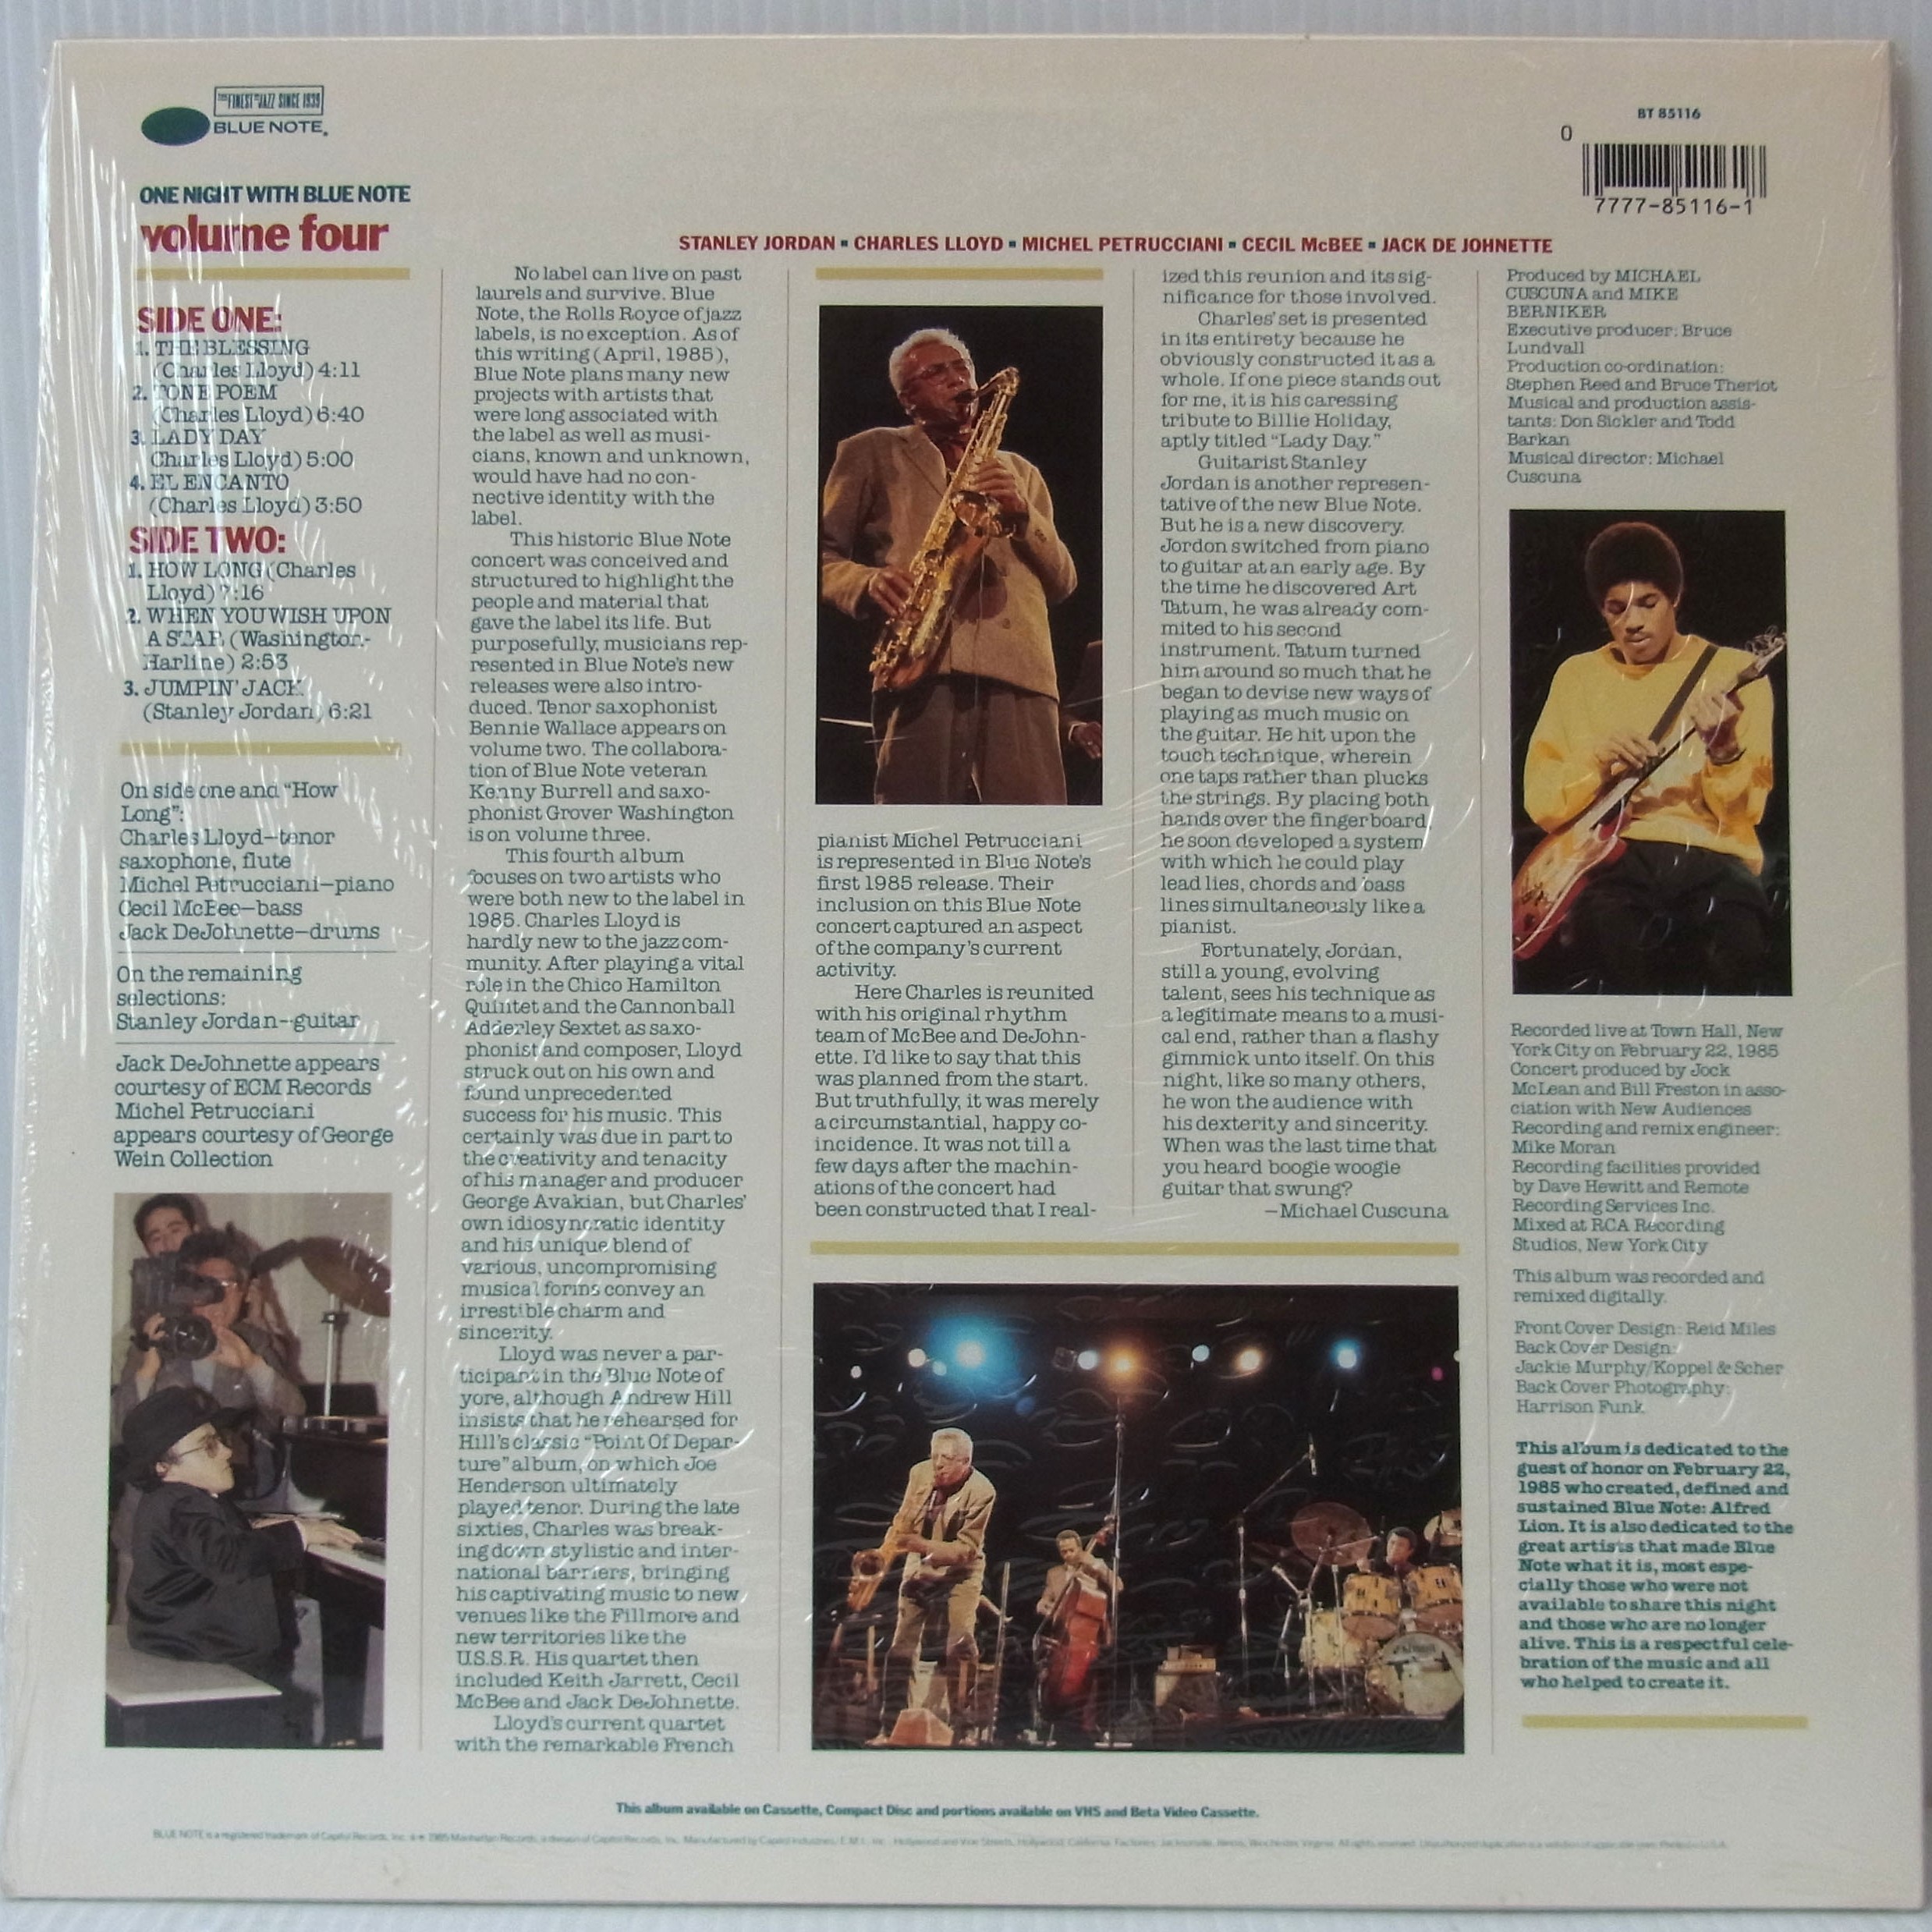 THE FINEST IN JAZZ SINCE 1939
BLUE NOTE.
BT 85116
0
7777-85116-1
ONE NIGHT WITH BLUE NOTE
volume four
STANLEY JORDAN ▪ CHARLES LLOYD ▪ MICHEL PETRUCCIANI ▪ CECIL McBEE ▪ JACK DE JOHNETTE
SIDE ONE:
1. THE BLESSING
(Charles Lloyd) 4:11
2. TONE POEM
(Charles Lloyd) 6:40
3. LADY DAY
Charles Lloyd) 5:00
4. EL ENCANTO
(Charles Lloyd) 3:50
SIDE TWO:
1. HOW LONG (Charles
Lloyd) 7:16
2. WHEN YOU WISH UPON
A STAR (Washington-
Harline) 2:53
3. JUMPIN' JACK
(Stanley Jordan) 6:21
On side one and "How
Long":
Charles Lloyd—tenor
saxophone, flute
Michel Petrucciani—piano
Cecil McBee—bass
Jack DeJohnette—drums
On the remaining
selections:
Stanley Jordan—guitar
Jack DeJohnette appears
courtesy of ECM Records
Michel Petrucciani
appears courtesy of George
Wein Collection
No label can live on past
laurels and survive. Blue
Note, the Rolls Royce of jazz
labels, is no exception. As of
this writing (April, 1985),
Blue Note plans many new
projects with artists that
were long associated with
the label as well as musi-
cians, known and unknown,
would have had no con-
nective identity with the
label.
This historic Blue Note
concert was conceived and
structured to highlight the
people and material that
gave the label its life. But
purposefully, musicians rep-
resented in Blue Note's new
releases were also intro-
duced. Tenor saxophonist
Bennie Wallace appears on
volume two. The collabora-
tion of Blue Note veteran
Kenny Burrell and saxo-
phonist Grover Washington
is on volume three.
This fourth album
focuses on two artists who
were both new to the label in
1985. Charles Lloyd is
hardly new to the jazz com-
munity. After playing a vital
role in the Chico Hamilton
Quintet and the Cannonball
Adderley Sextet as saxo-
phonist and composer, Lloyd
struck out on his own and
found unprecedented
success for his music. This
certainly was due in part to
the creativity and tenacity
of his manager and producer
George Avakian, but Charles'
own idiosyncratic identity
and his unique blend of
various, uncompromising
musical forms convey an
irrestible charm and
sincerity.
Lloyd was never a par-
ticipant in the Blue Note of
yore, although Andrew Hill
insists that he rehearsed for
Hill's classic "Point Of Depar-
ture" album, on which Joe
Henderson ultimately
played tenor. During the late
sixties, Charles was break-
ing down stylistic and inter-
national barriers, bringing
his captivating music to new
venues like the Fillmore and
new territories like the
U.S.S.R. His quartet then
included Keith Jarrett, Cecil
McBee and Jack DeJohnette.
Lloyd's current quartet
with the remarkable French
pianist Michel Petrucciani
is represented in Blue Note's
first 1985 release. Their
inclusion on this Blue Note
concert captured an aspect
of the company's current
activity.
Here Charles is reunited
with his original rhythm
team of McBee and DeJohn-
ette. I'd like to say that this
was planned from the start.
But truthfully, it was merely
a circumstantial, happy co-
incidence. It was not till a
few days after the machin-
ations of the concert had
been constructed that I real-
ized this reunion and its sig-
nificance for those involved.
Charles' set is presented
in its entirety because he
obviously constructed it as a
whole. If one piece stands out
for me, it is his caressing
tribute to Billie Holiday,
aptly titled "Lady Day."
Guitarist Stanley
Jordan is another represen-
tative of the new Blue Note.
But he is a new discovery.
Jordon switched from piano
to guitar at an early age. By
the time he discovered Art
Tatum, he was already com-
mited to his second
instrument. Tatum turned
him around so much that he
began to devise new ways of
playing as much music on
the guitar. He hit upon the
touch technique, wherein
one taps rather than plucks
the strings. By placing both
hands over the fingerboard,
he soon developed a system
with which he could play
lead lies, chords and bass
lines simultaneously like a
pianist.
Fortunately, Jordan,
still a young, evolving
talent, sees his technique as
a legitimate means to a musi-
cal end, rather than a flashy
gimmick unto itself. On this
night, like so many others,
he won the audience with
his dexterity and sincerity.
When was the last time that
you heard boogie woogie
guitar that swung?
—Michael Cuscuna
Produced by MICHAEL
CUSCUNA and MIKE
BERNIKER
Executive producer: Bruce
Lundvall
Production co-ordination:
Stephen Reed and Bruce Theriot
Musical and production assis-
tants: Don Sickler and Todd
Barkan
Musical director: Michael
Cuscuna
Recorded live at Town Hall, New
York City on February 22, 1985
Concert produced by Jock
McLean and Bill Freston in asso-
ciation with New Audiences
Recording and remix engineer:
Mike Moran
Recording facilities provided
by Dave Hewitt and Remote
Recording Services Inc.
Mixed at RCA Recording
Studios, New York City
This album was recorded and
remixed digitally.
Front Cover Design: Reid Miles
Back Cover Design:
Jackie Murphy/Koppel & Scher
Back Cover Photography:
Harrison Funk
This album is dedicated to the
guest of honor on February 22,
1985 who created, defined and
sustained Blue Note: Alfred
Lion. It is also dedicated to the
great artists that made Blue
Note what it is, most espe-
cially those who were not
available to share this night
and those who are no longer
alive. This is a respectful cele-
bration of the music and all
who helped to create it.
This album available on Cassette, Compact Disc and portions available on VHS and Beta Video Cassette.
BLUE NOTE is a registered trademark of Capitol Records, Inc. 1985 Manhattan Records, a division of Capitol Records, Inc. Manufactured by Capitol Industries-E.M.I., Inc. Hollywood and Vine Streets, Hollywood, California. Factories: Jacksonville, Illinois, Winchester, Virginia. All rights reserved. Unauthorized duplication is a violation of applicable laws. Printed in U.S.A.